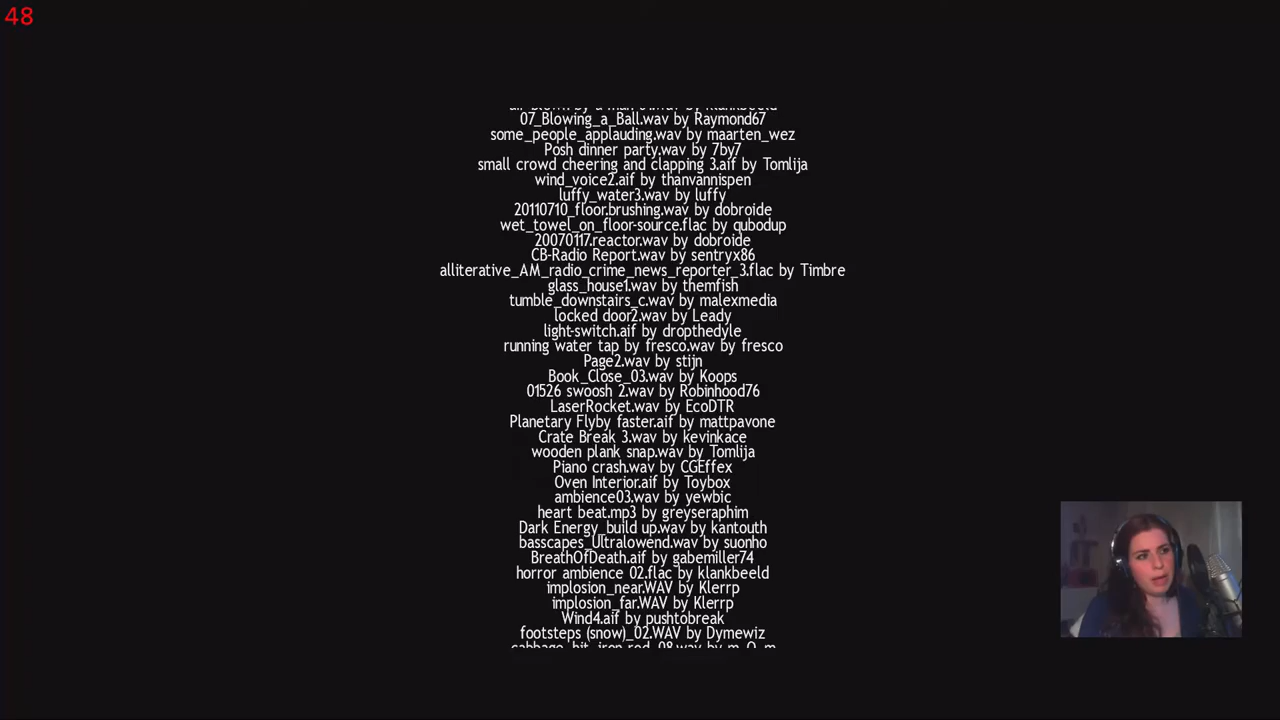 48
07_Blowing_a_Ball.wav by Raymond67
some_people_applauding.wav by maarten_wez
Posh dinner party.wav by 7by7
small crowd cheering and clapping 3.aif by Tomlija
wind_voice2.aif by thanvannispen
luffy_water3.wav by luffy
20110710_floor.brushing.wav by dobroide
wet_towel_on_floor-source.flac by qubodup
20070117.reactor.wav by dobroide
CB-Radio Report.wav by sentryx86
alliterative_AM_radio_crime_news_reporter_3.flac by Timbre
glass_house1.wav by themfish
tumble_downstairs_c.wav by malexmedia
locked door2.wav by Leady
light-switch.aif by dropthedyle
running water tap by fresco.wav by fresco
Page2.wav by stijn
Book_Close_03.wav by Koops
01526 swoosh 2.wav by Robinhood76
LaserRocket.wav by EcoDTR
Planetary Flyby faster.aif by mattpavone
Crate Break 3.wav by kevinkace
wooden plank snap.wav by Tomlija
Piano crash.wav by CGEffex
Oven Interior.aif by Toybox
ambience03.wav by yewbic
heart beat.mp3 by greyseraphim
Dark Energy_build up.wav by kantouth
basscapes_Ultralowend.wav by suonho
BreathOfDeath.aif by gabemiller74
horror ambience 02.flac by klankbeeld
implosion_near.WAV by Klerrp
implosion_far.WAV by Klerrp
Wind4.aif by pushtobreak
footsteps (snow)_02.WAV by Dymewiz